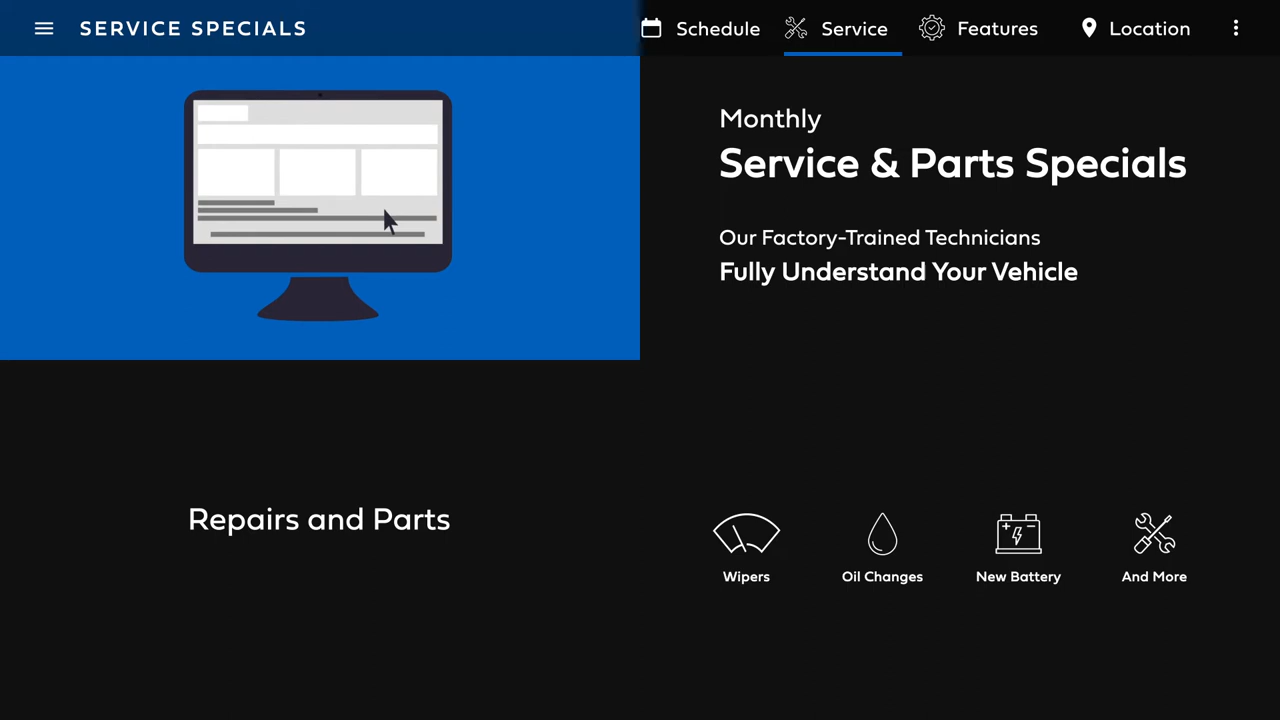 SERVICE SPECIALS
Schedule
Service
Features
Location
Monthly
Service & Parts Specials
Our Factory-Trained Technicians
Fully Understand Your Vehicle
Repairs and Parts
Wipers
Oil Changes
New Battery
And More